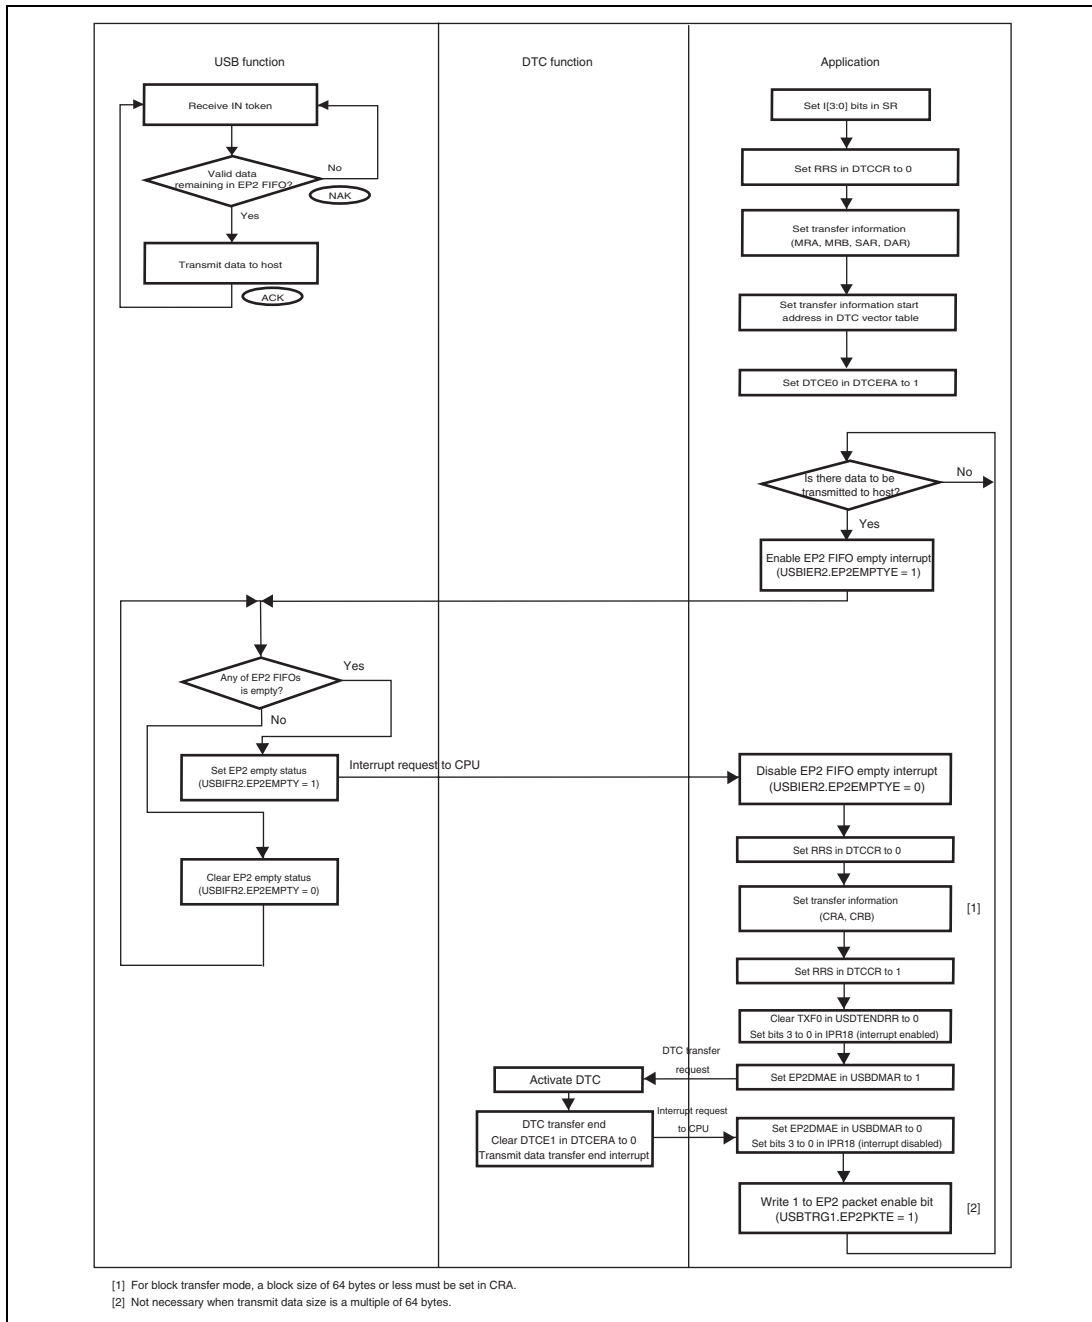 USB function
DTC function
Application
Receive IN token
Valid data
remaining in EP2 FIFO?
No
NAK
Yes
Transmit data to host
ACK
Set I[3:0] bits in SR
Set RRS in DTCCR to 0
Set transfer information
(MRA, MRB, SAR, DAR)
Set transfer information start
address in DTC vector table
Set DTCE0 in DTCERA to 1
Is there data to be
transmitted to host?
No
Yes
Enable EP2 FIFO empty interrupt
(USBIER2.EP2EMPTYE = 1)
Any of EP2 FIFOs
is empty?
Yes
No
Set EP2 empty status
(USBIFR2.EP2EMPTY = 1)
Interrupt request to CPU
Clear EP2 empty status
(USBIFR2.EP2EMPTY = 0)
Disable EP2 FIFO empty interrupt
(USBIER2.EP2EMPTYE = 0)
Set RRS in DTCCR to 0
Set transfer information
(CRA, CRB)
[1]
Set RRS in DTCCR to 1
Clear TXF0 in USDTENDRR to 0
Set bits 3 to 0 in IPR18 (interrupt enabled)
DTC transfer
request
Set EP2DMAE in USBDMAR to 1
Activate DTC
DTC transfer end
Clear DTCE1 in DTCERA to 0
Transmit data transfer end interrupt
Interrupt request
to CPU
Set EP2DMAE in USBDMAR to 0
Set bits 3 to 0 in IPR18 (interrupt disabled)
Write 1 to EP2 packet enable bit
(USBTRG1.EP2PKTE = 1)
[2]
[1] For block transfer mode, a block size of 64 bytes or less must be set in CRA.
[2] Not necessary when transmit data size is a multiple of 64 bytes.